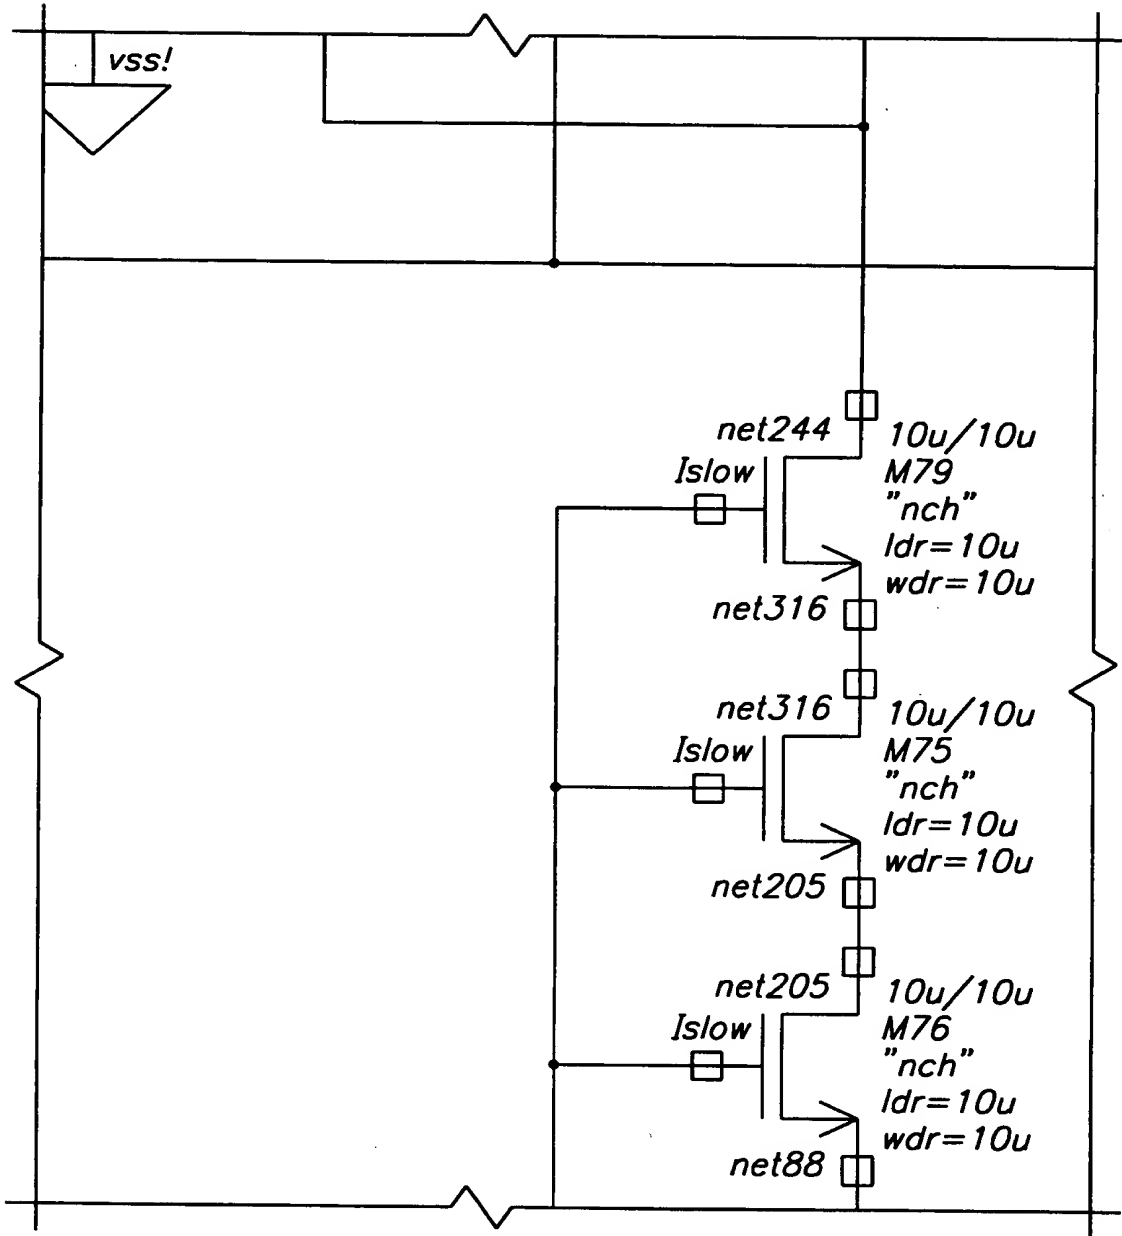 vss!
net244
10u/10u
Islow
M79
"nch"
ldr=10u
wdr=10u
net316
net316
10u/10u
Islow
M75
"nch"
ldr=10u
wdr=10u
net205
net205
10u/10u
Islow
M76
"nch"
ldr=10u
wdr=10u
net88